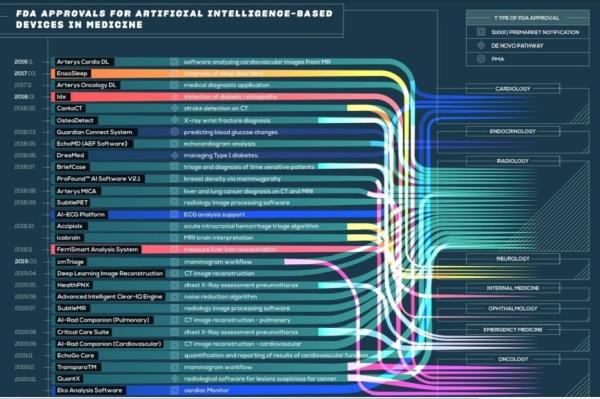 FDA APPROVALS FOR ARTIFICIAL INTELLIGENCE-BASED
DEVICES IN MEDICINE
TYPE OF FDA APPROVAL
510(K) PREMARKET NOTIFICATION
DE NOVO PATHWAY
PMA
2016.11. Arterys Cardio DL software analyzing cardiovascular images from MR
2017.03. EnsoSleep diagnosis of sleep disorders
2017.11. Arterys Oncology DL medical diagnostic application
2018.01. Idx detection of diabetic retinopathy
2018.02. ContaCT stroke detection on CT
OsteoDetect X-ray wrist fracture diagnosis
2018.03. Guardian Connect System predicting blood glucose changes
2018.05. EchoMD (AEF Software) echocardiogram analysis
2018.06. DreaMed managing Type 1 diabetes.
2018.07. BriefCase triage and diagnosis of time sensitive patients
ProFound™ AI Software V2.1 breast density via mammography
2018.08. Arterys MICA liver and lung cancer diagnosis on CT and MRI
2018.09. SubtlePET radiology image processing software
AI-ECG Platform ECG analysis support
2018.10. Accipiolx acute intracranial hemorrhage triage algorithm
icobrain MRI brain interpretation
2018.11. FerriSmart Analysis System measure liver iron concentration
2019.03. cmTriage mammogram workflow
2019.04. Deep Learning Image Reconstruction CT image reconstruction
2019.05. HealthPNX chest X-Ray assessment pneumothorax
2019.06. Advanced Intelligent Clear-IQ Engine noise reduction algorithm
2019.07. SubtleMR radiology image processing software
AI-Rad Companion (Pulmonary) CT image reconstruction - pulmonary
2019.08. Critical Care Suite chest X-Ray assessment pneumothorax
2019.09. AI-Rad Companion (Cardiovascular) CT image reconstruction - cardiovascular
2019.11. EchoGo Core quantification and reporting of results of cardiovascular function
2019.12. TransparaTM mammogram workflow
2020.01. QuantX radiological software for lesions suspicious for cancer
Eko Analysis Software cardiac Monitor
CARDIOLOGY
ENDOCRINOLOGY
RADIOLOGY
NEUROLOGY
INTERNAL MEDICINE
OPHTHALMOLOGY
EMERGENCY MEDICINE
ONCOLOGY